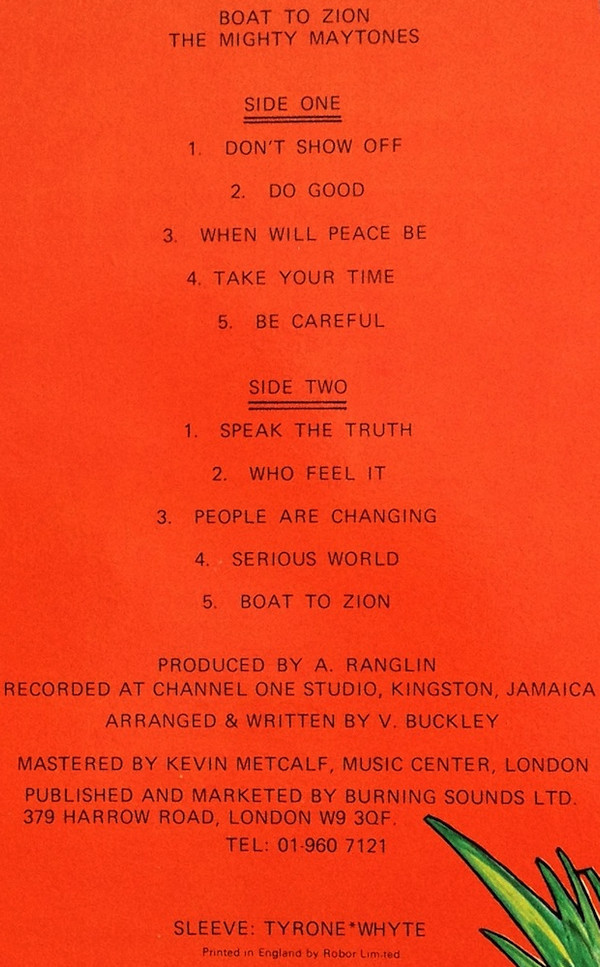 BOAT TO ZION
THE MIGHTY MAYTONES
SIDE ONE
1. DON'T SHOW OFF
2. DO GOOD
3. WHEN WILL PEACE BE
4. TAKE YOUR TIME
5. BE CAREFUL
SIDE TWO
1. SPEAK THE TRUTH
2. WHO FEEL IT
3. PEOPLE ARE CHANGING
4. SERIOUS WORLD
5. BOAT TO ZION
PRODUCED BY A. RANGLIN
RECORDED AT CHANNEL ONE STUDIO, KINGSTON, JAMAICA
ARRANGED & WRITTEN BY V. BUCKLEY
MASTERED BY KEVIN METCALF, MUSIC CENTER, LONDON
PUBLISHED AND MARKETED BY BURNING SOUNDS LTD.
379 HARROW ROAD, LONDON W9 3QF.
TEL: 01-960 7121
SLEEVE: TYRONE*WHYTE
Printed in England by Robor Limited